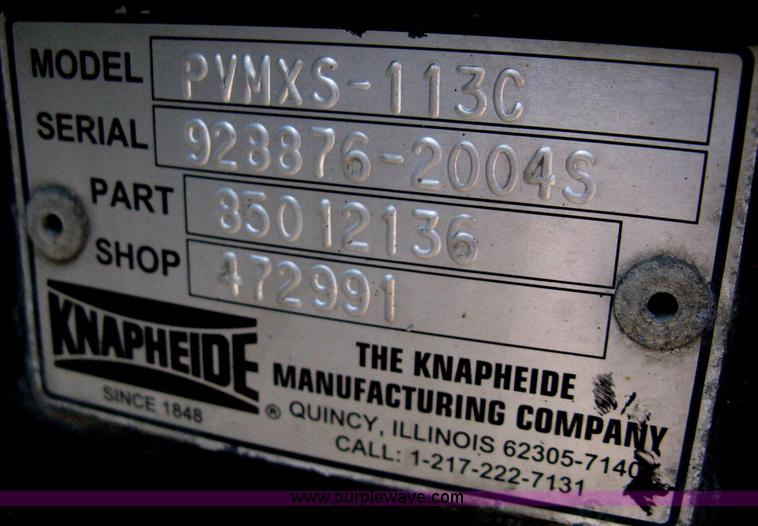 MODEL PVMXS-113C
SERIAL 928876-2004S
PART 85012136
SHOP 472991
KNAPHEIDE ®
SINCE 1848
THE KNAPHEIDE
MANUFACTURING COMPANY
QUINCY, ILLINOIS 62305-7140
CALL: 1-217-222-7131
www.purplewave.com